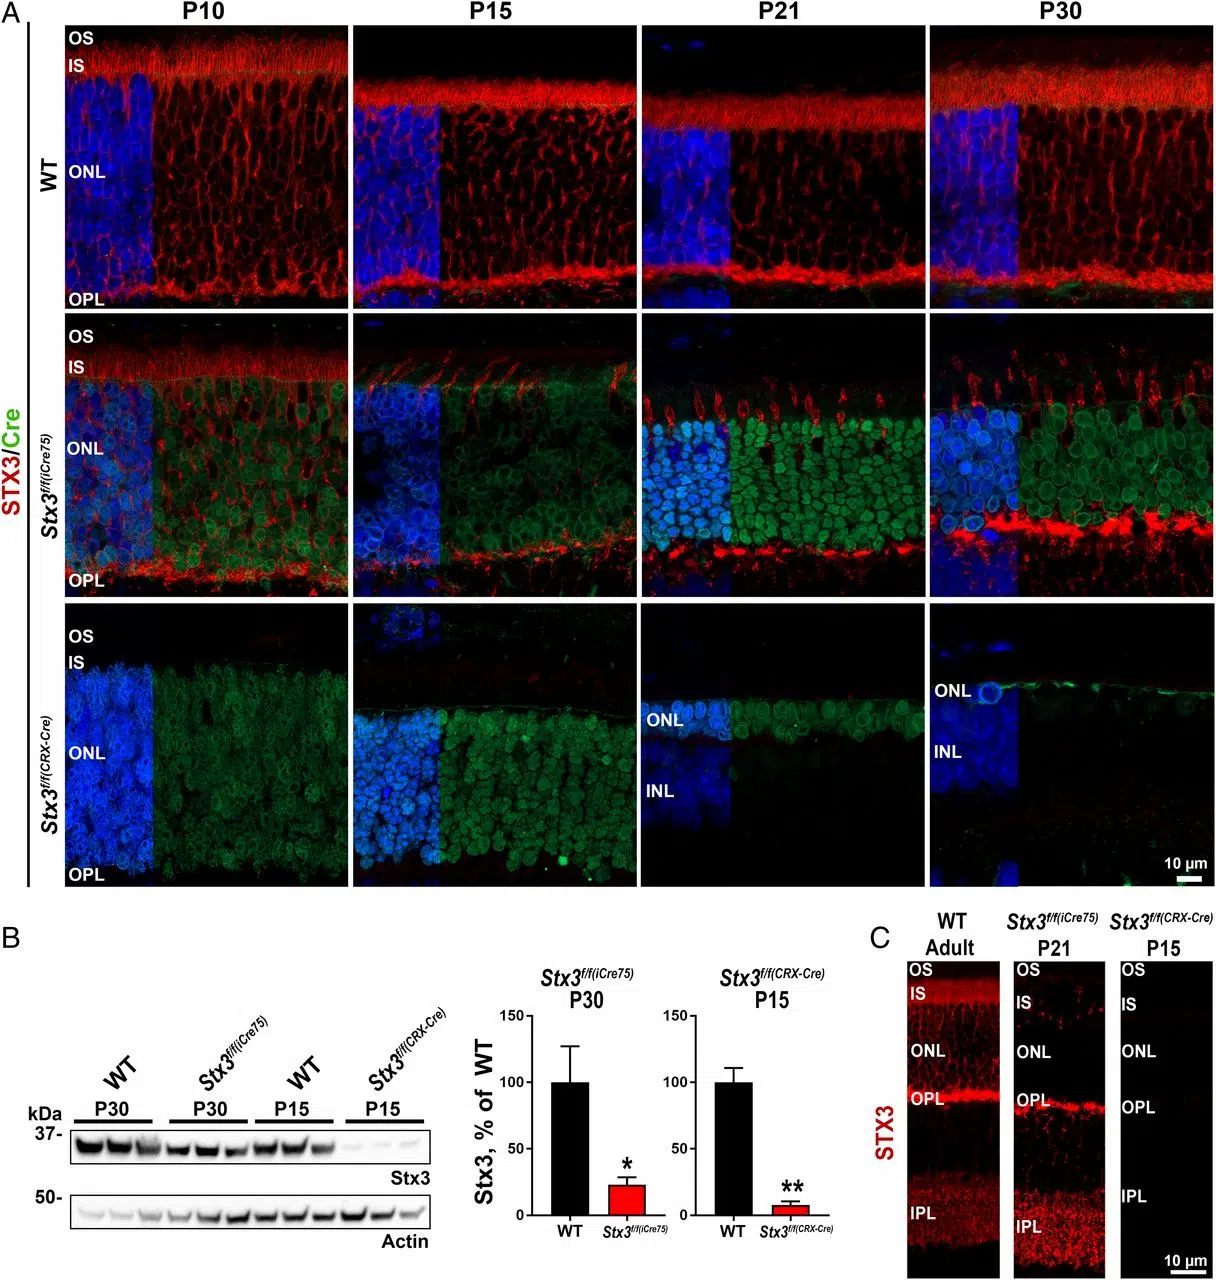 A
P10 P15 P21 P30
STX3/Cre
WT
OS
IS
ONL
OPL
Stx3f/f(iCre75)
OS
IS
ONL
OPL
Stx3f/f(CRX-Cre)
OS
IS
ONL
OPL
ONL
INL
ONL
INL
10 µm
B
WT Stx3f/f(iCre75) WT Stx3f/f(CRX-Cre)
kDa P30 P30 P15 P15
37-
Stx3
50-
Actin
Stx3f/f(iCre75)
P30
Stx3, % of WT
150
100
50
0
*
WT Stx3f/f(iCre75)
Stx3f/f(CRX-Cre)
P15
150
100
50
0
**
WT Stx3f/f(CRX-Cre)
C
WT
Adult
Stx3f/f(iCre75)
P21
Stx3f/f(CRX-Cre)
P15
STX3
OS
IS
ONL
OPL
IPL
OS
IS
ONL
OPL
IPL
OS
IS
ONL
OPL
IPL
10 µm